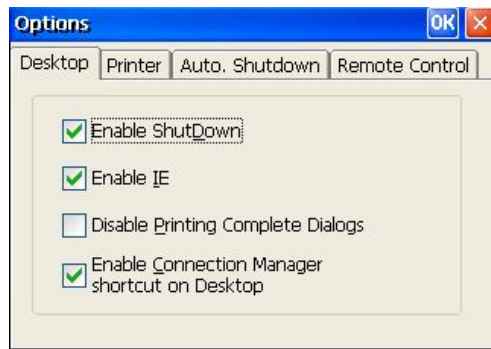 Options OK
Desktop Printer Auto. Shutdown Remote Control
Enable ShutDown
Enable IE
Disable Printing Complete Dialogs
Enable Connection Manager
shortcut on Desktop